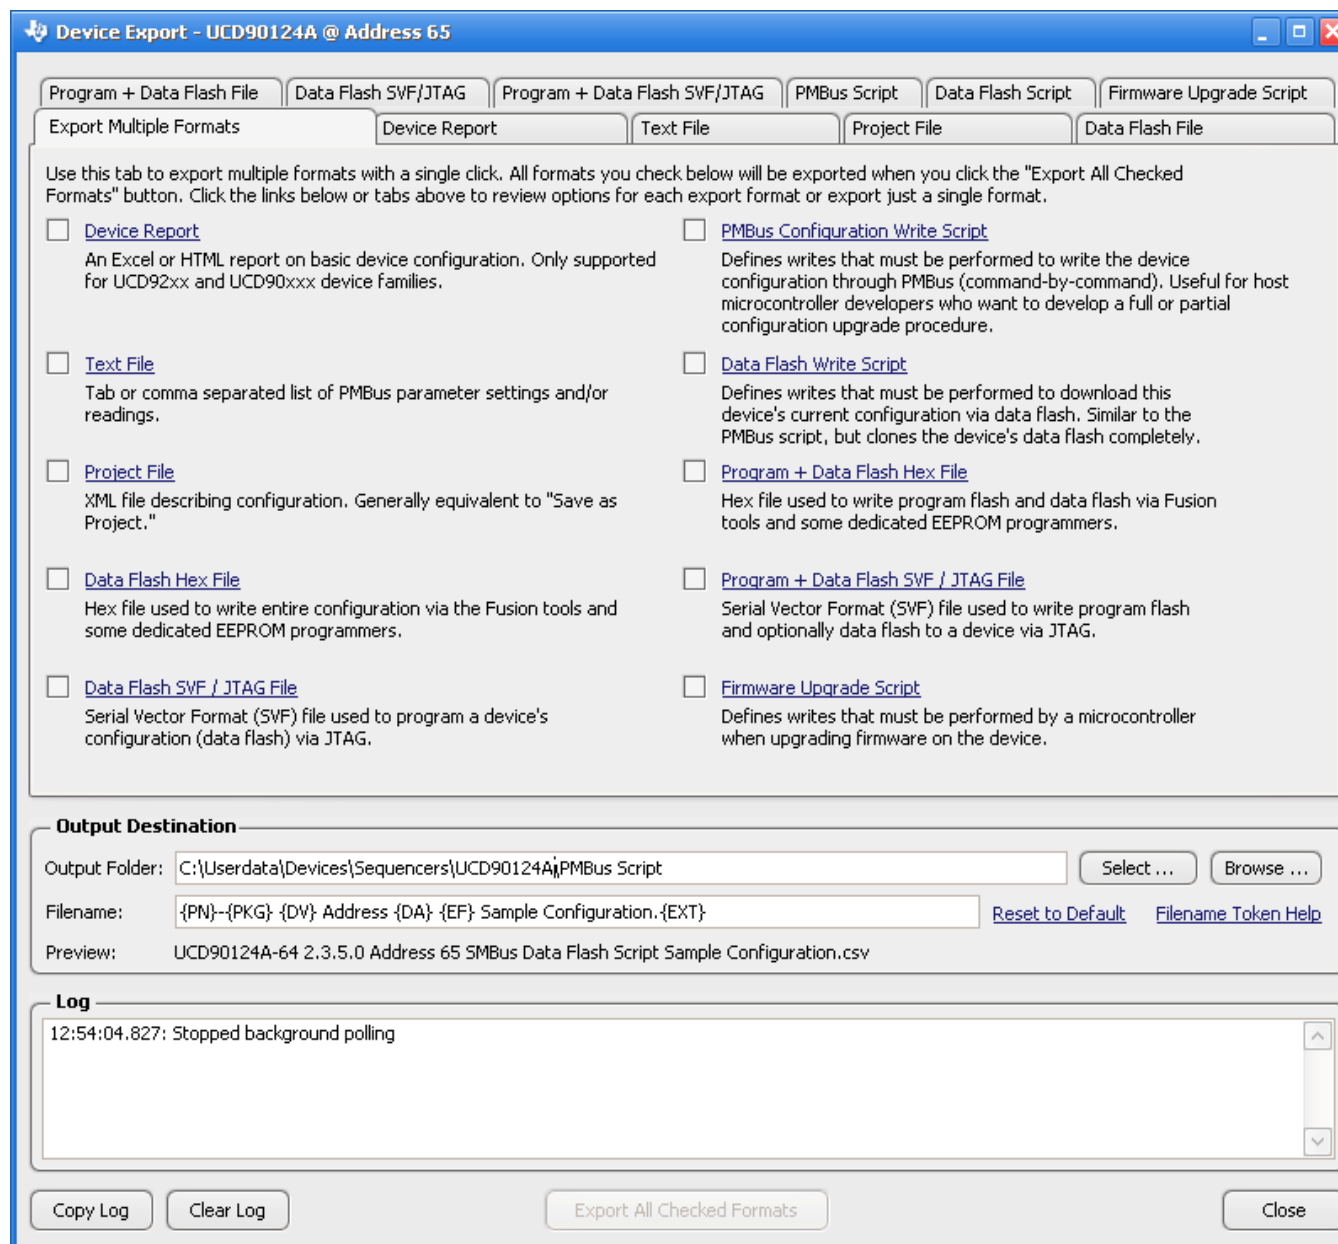 Device Export - UCD90124A @ Address 65
Program + Data Flash File
Data Flash SVF/JTAG
Program + Data Flash SVF/JTAG
PMBus Script
Data Flash Script
Firmware Upgrade Script
Export Multiple Formats
Device Report
Text File
Project File
Data Flash File
Use this tab to export multiple formats with a single click. All formats you check below will be exported when you click the "Export All Checked
Formats" button. Click the links below or tabs above to review options for each export format or export just a single format.
Device Report
An Excel or HTML report on basic device configuration. Only supported
for UCD92xx and UCD90xxx device families.
PMBus Configuration Write Script
Defines writes that must be performed to write the device
configuration through PMBus (command-by-command). Useful for host
microcontroller developers who want to develop a full or partial
configuration upgrade procedure.
Text File
Tab or comma separated list of PMBus parameter settings and/or
readings.
Data Flash Write Script
Defines writes that must be performed to download this
device's current configuration via data flash. Similar to the
PMBus script, but clones the device's data flash completely.
Project File
XML file describing configuration. Generally equivalent to "Save as
Project."
Program + Data Flash Hex File
Hex file used to write program flash and data flash via Fusion
tools and some dedicated EEPROM programmers.
Data Flash Hex File
Hex file used to write entire configuration via the Fusion tools and
some dedicated EEPROM programmers.
Program + Data Flash SVF / JTAG File
Serial Vector Format (SVF) file used to write program flash
and optionally data flash to a device via JTAG.
Data Flash SVF / JTAG File
Serial Vector Format (SVF) file used to program a device's
configuration (data flash) via JTAG.
Firmware Upgrade Script
Defines writes that must be performed by a microcontroller
when upgrading firmware on the device.
Output Destination
Output Folder: C:\Userdata\Devices\Sequencers\UCD90124A\PMBus Script
Select ...
Browse ...
Filename: {PN}-{PKG} {DV} Address {DA} {EF} Sample Configuration.{EXT}
Reset to Default
Filename Token Help
Preview: UCD90124A-64 2.3.5.0 Address 65 SMBus Data Flash Script Sample Configuration.csv
Log
12:54:04.827: Stopped background polling
Copy Log
Clear Log
Export All Checked Formats
Close